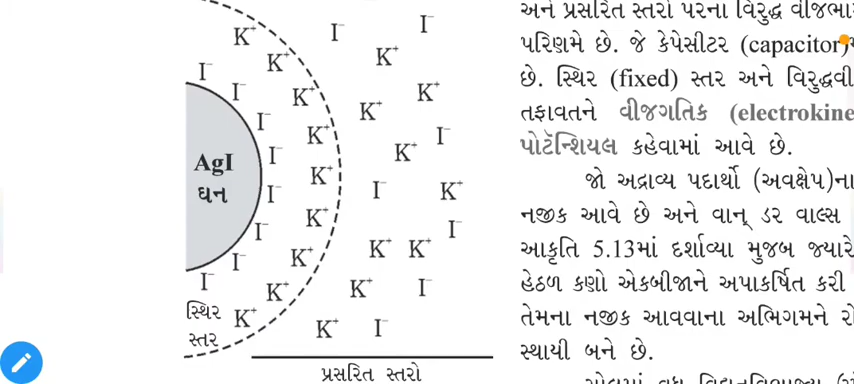 K⁺ I⁻ I⁻
K⁺ K⁺
I⁻
I⁻ K⁺ K⁺
I⁻ K⁺
K⁺ I⁻
I⁻ K⁺
AgI
ઘન
I⁻ K⁺ I⁻ K⁺
I⁻ K⁺ I⁻
I⁻ K⁺ K⁺ K⁺
I⁻ K⁺ K⁺ I⁻
સ્થિર K⁺
સ્તર K⁺ I⁻
પ્રસરિત સ્તરો
અને પ્રસરિત સ્તરો પરના વિરુદ્ધ
પરિણમે છે. જે કેપેસીટર (capacitor)
છે. સ્થિર (fixed) સ્તર અને
તફાવતને વીજગતિક (electrokine
પોટૅન્શિયલ કહેવામાં આવે છે.
જો અદ્રાવ્ય પદાર્થો (અવક્ષેપ)ના
નજીક આવે છે અને વાન્ ડર વાલ્સ
આકૃતિ 5.13માં દર્શાવ્યા મુજબ જ્યારે
હેઠળ કણો એકબીજાને અપાકર્ષિત કરી
તેમના નજીક આવવાના અભિગમને
સ્થાયી બને છે.